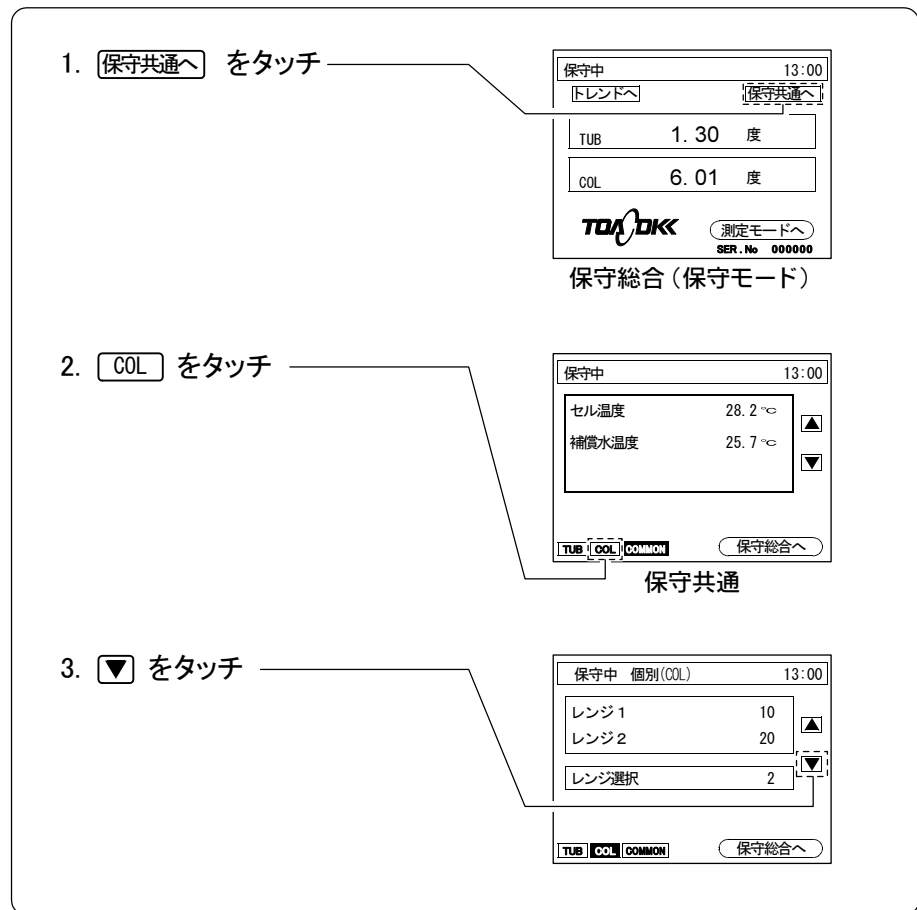 1. 保守共通へ をタッチ
保守中 13:00
トレンドへ 保守共通へ
TUB 1.30 度
COL 6.01 度
TOA DKK 測定モードへ
SER.No 000000
保守総合(保守モード)
2. COL をタッチ
保守中 13:00
セル温度 28.2 ℃
▲
補償水温度 25.7 ℃
▼
TUB COL COMMON 保守総合へ
保守共通
3. ▼ をタッチ
保守中 個別(COL) 13:00
レンジ1 10
▲
レンジ2 20
▼
レンジ選択 2
TUB COL COMMON 保守総合へ